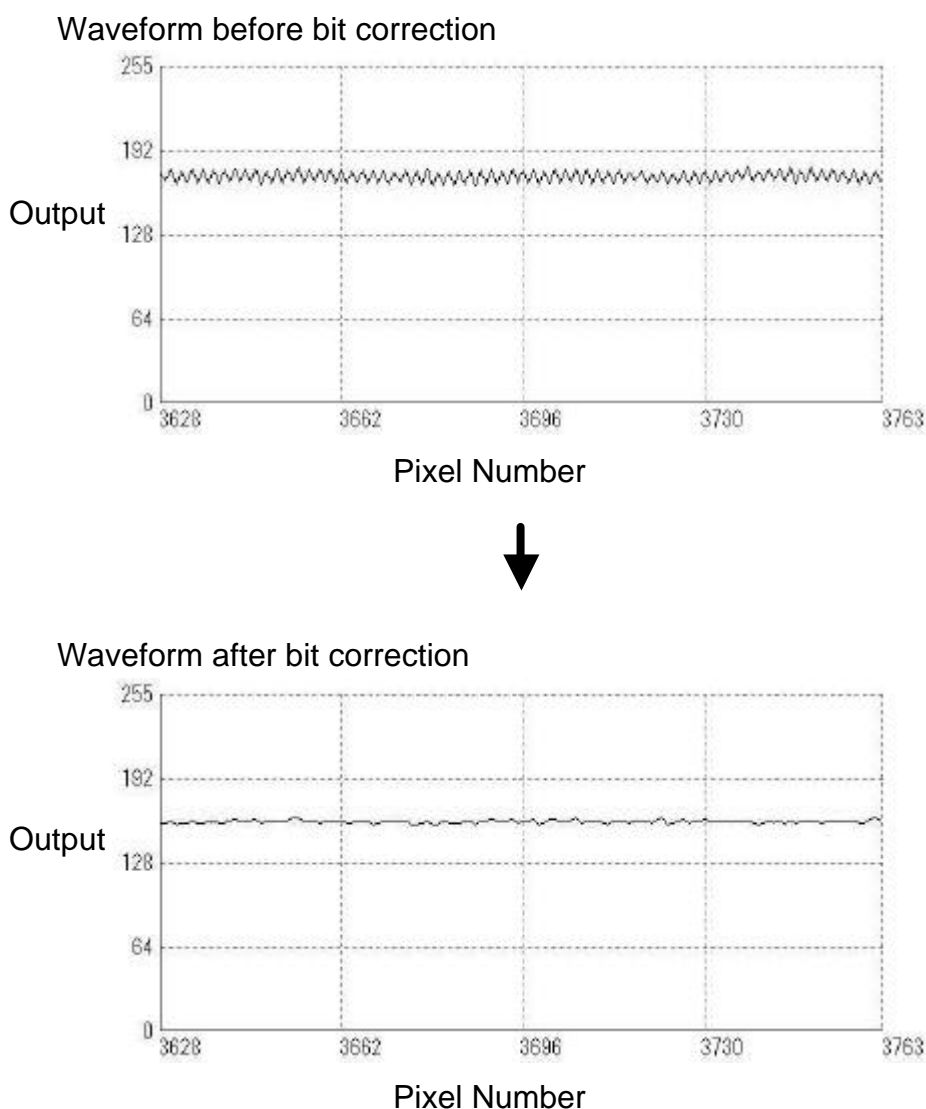 Waveform before bit correction
255
192
Output
128
64
0
3628 3662 3696 3730 3763
Pixel Number
Waveform after bit correction
255
192
Output
128
64
0
3628 3662 3696 3730 3763
Pixel Number